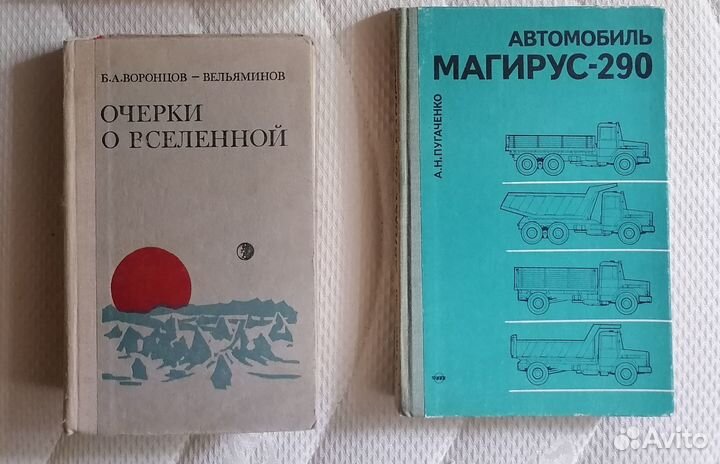 Б.А.ВОРОНЦОВ – ВЕЛЬЯМИНОВ
ОЧЕРКИ
О ВСЕЛЕННОЙ
АВТОМОБИЛЬ
МАГИРУС-290
А.Н.ПУГАЧЕНКО
Avito